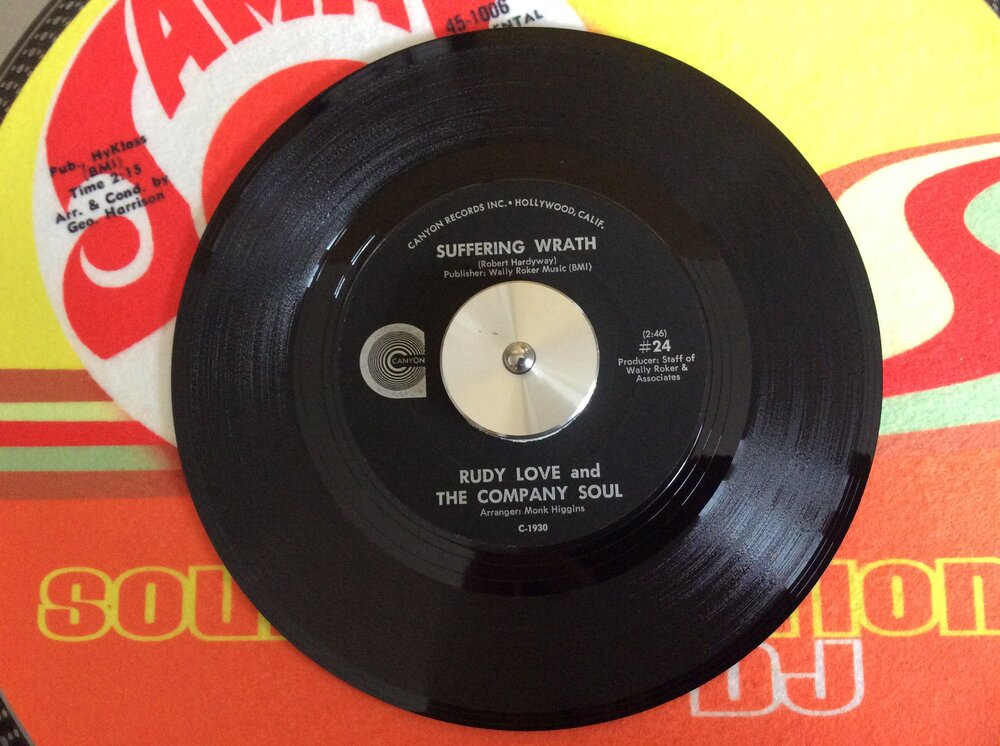 45-1006
Pub., HyKlass
(BMI)
Time 2:15
Arr. & Cond. by
Geo. Harrison
CANYON RECORDS INC. • HOLLYWOOD, CALIF.
SUFFERING WRATH
(Robert Hardyway)
Publisher: Wally Roker Music (BMI)
CANYON
(2:46)
#24
Producer: Staff of
Wally Roker &
Associates
RUDY LOVE and
THE COMPANY SOUL
Arranger: Monk Higgins
C-1930
DJ